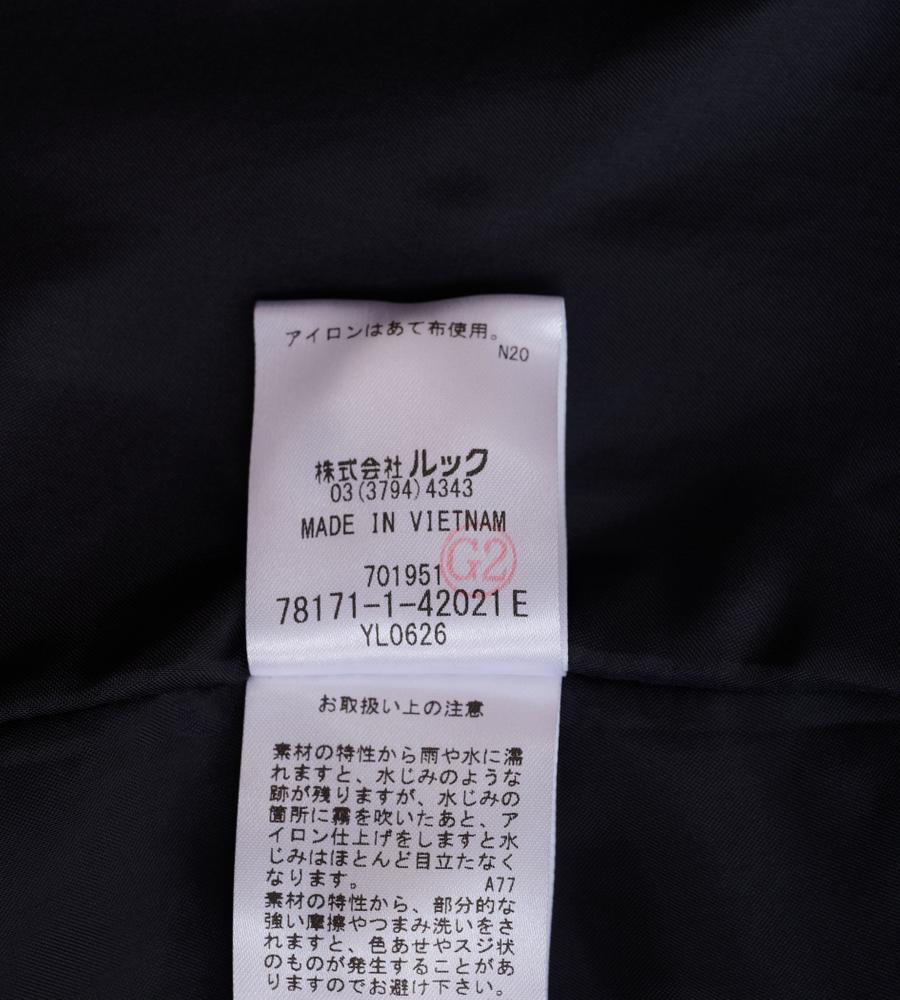 アイロンはあて布使用。
N20
株式会社ルック
03(3794)4343
MADE IN VIETNAM
G2
701951
78171-1-42021E
YL0626
お取扱い上の注意
素材の特性から雨や水に濡
れますと、水じみのような
跡が残りますが、水じみの
箇所に霧を吹いたあと、ア
イロン仕上げをしますと水
じみはほとんど目立たなく
なります。 A77
素材の特性から、部分的な
強い摩擦やつまみ洗いをさ
れますと、色あせやスジ状
のものが発生することがあ
りますのでお避け下さい。